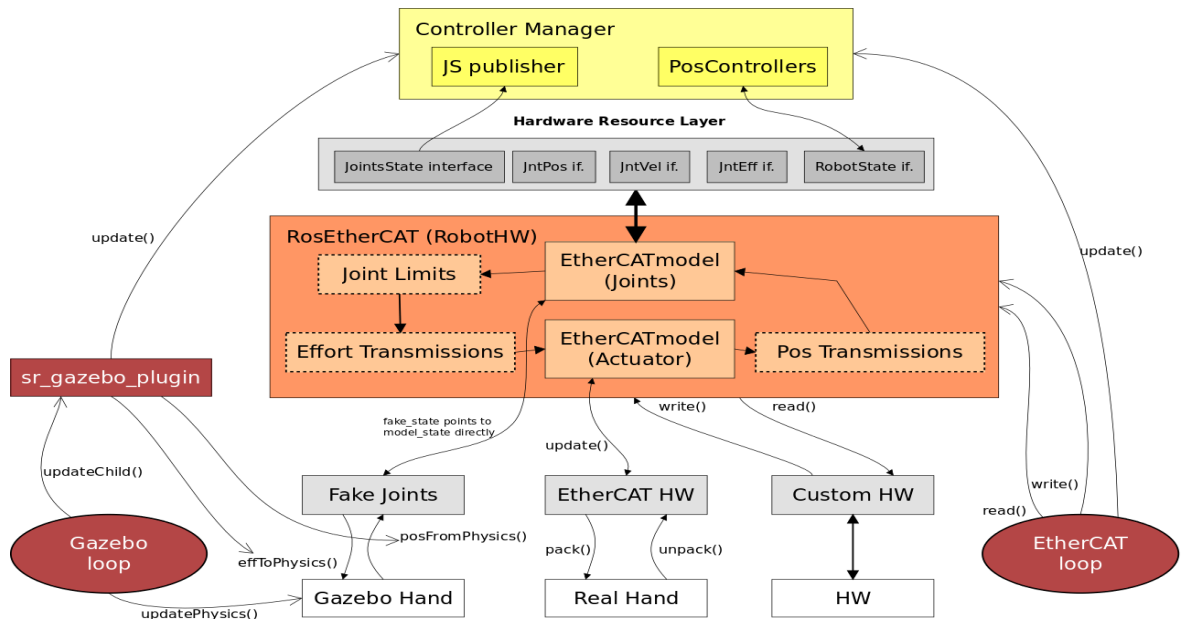 Controller Manager
JS publisher
PosControllers
Hardware Resource Layer
JointsState interface
JntPos if.
JntVel if.
JntEff if.
RobotState if.
update()
update()
RosEtherCAT (RobotHW)
EtherCATmodel
(Joints)
Joint Limits
Effort Transmissions
EtherCATmodel
(Actuator)
Pos Transmissions
sr_gazebo_plugin
fake_state points to
model_state directly
write()
read()
update()
updateChild()
Fake Joints
EtherCAT HW
Custom HW
write()
read()
Gazebo
loop
posFromPhysics()
effToPhysics()
pack()
unpack()
EtherCAT
loop
updatePhysics()
Gazebo Hand
Real Hand
HW